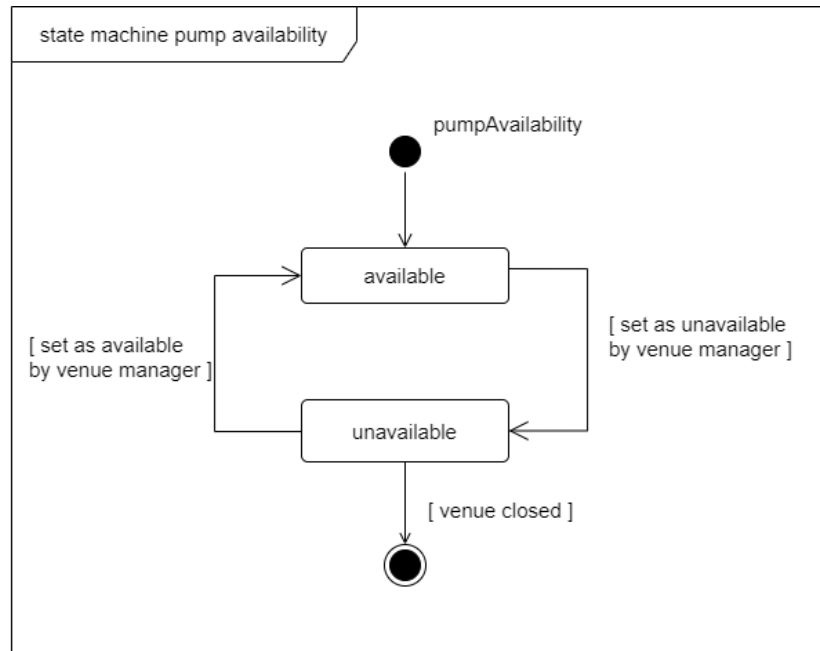 state machine pump availability
pumpAvailability
available
[ set as available
by venue manager ]
[ set as unavailable
by venue manager ]
unavailable
[ venue closed ]